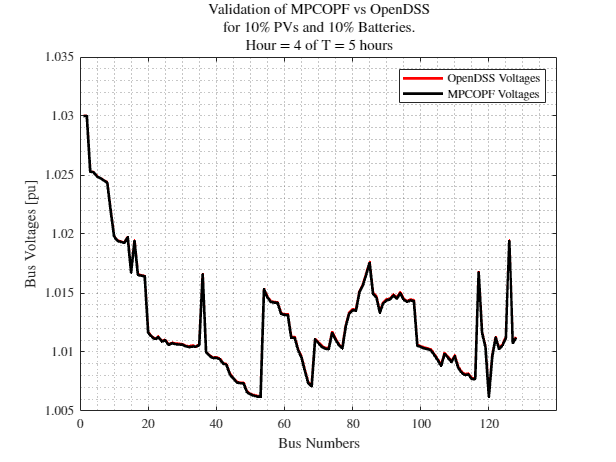 Validation of MPCOPF vs OpenDSS
for 10% PVs and 10% Batteries.
Hour = 4 of T = 5 hours
1.035
OpenDSS Voltages
MPCOPF Voltages
1.03
1.025
1.02
1.015
1.01
1.005
Bus Voltages [pu]
0 20 40 60 80 100 120
Bus Numbers